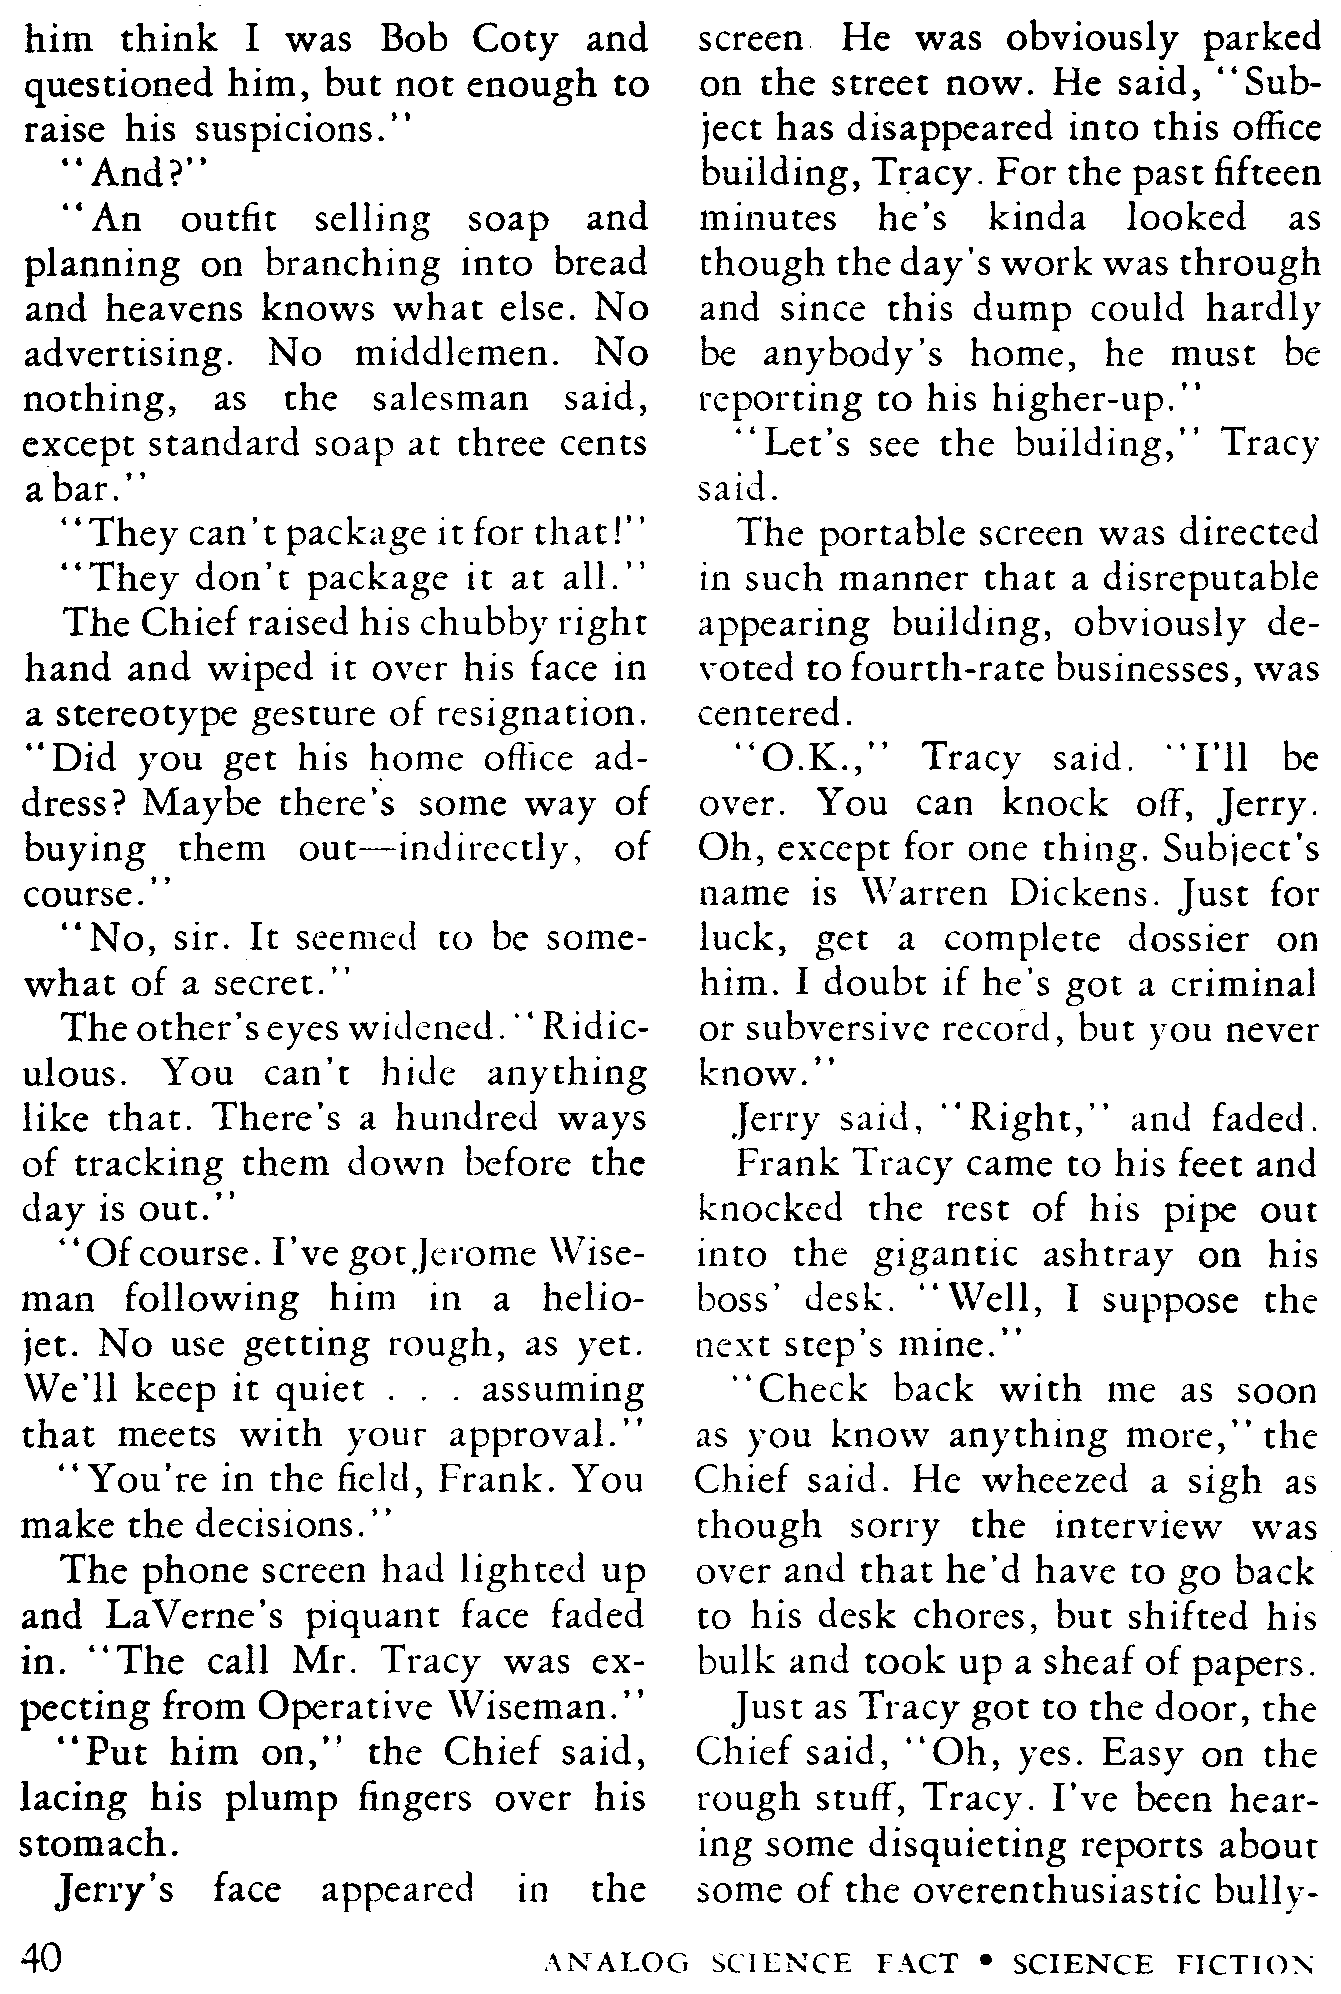 him think I was Bob Coty and
questioned him, but not enough to
raise his suspicions."
"And?"
"An outfit selling soap and
planning on branching into bread
and heavens knows what else. No
advertising. No middlemen. No
nothing, as the salesman said,
except standard soap at three cents
a bar."
"They can't package it for that!"
"They don't package it at all."
The Chief raised his chubby right
hand and wiped it over his face in
a stereotype gesture of resignation.
"Did you get his home office ad-
dress? Maybe there's some way of
buying them out—indirectly, of
course."
"No, sir. It seemed to be some-
what of a secret."
The other's eyes widened. "Ridic-
ulous. You can't hide anything
like that. There's a hundred ways
of tracking them down before the
day is out."
"Of course. I've got Jerome Wise-
man following him in a helio-
jet. No use getting rough, as yet.
We'll keep it quiet . . . assuming
that meets with your approval."
"You're in the field, Frank. You
make the decisions."
The phone screen had lighted up
and LaVerne's piquant face faded
in. "The call Mr. Tracy was ex-
pecting from Operative Wiseman."
"Put him on," the Chief said,
lacing his plump fingers over his
stomach.
Jerry's face appeared in the
screen. He was obviously parked
on the street now. He said, "Sub-
ject has disappeared into this office
building, Tracy. For the past fifteen
minutes he's kinda looked as
though the day's work was through
and since this dump could hardly
be anybody's home, he must be
reporting to his higher-up."
"Let's see the building," Tracy
said.
The portable screen was directed
in such manner that a disreputable
appearing building, obviously de-
voted to fourth-rate businesses, was
centered.
"O.K.," Tracy said. "I'll be
over. You can knock off, Jerry.
Oh, except for one thing. Subject's
name is Warren Dickens. Just for
luck, get a complete dossier on
him. I doubt if he's got a criminal
or subversive record, but you never
know."
Jerry said, "Right," and faded.
Frank Tracy came to his feet and
knocked the rest of his pipe out
into the gigantic ashtray on his
boss' desk. "Well, I suppose the
next step's mine."
"Check back with me as soon
as you know anything more," the
Chief said. He wheezed a sigh as
though sorry the interview was
over and that he'd have to go back
to his desk chores, but shifted his
bulk and took up a sheaf of papers.
Just as Tracy got to the door, the
Chief said, "Oh, yes. Easy on the
rough stuff, Tracy. I've been hear-
ing some disquieting reports about
some of the overenthusiastic bully-
40
ANALOG SCIENCE FACT • SCIENCE FICTION